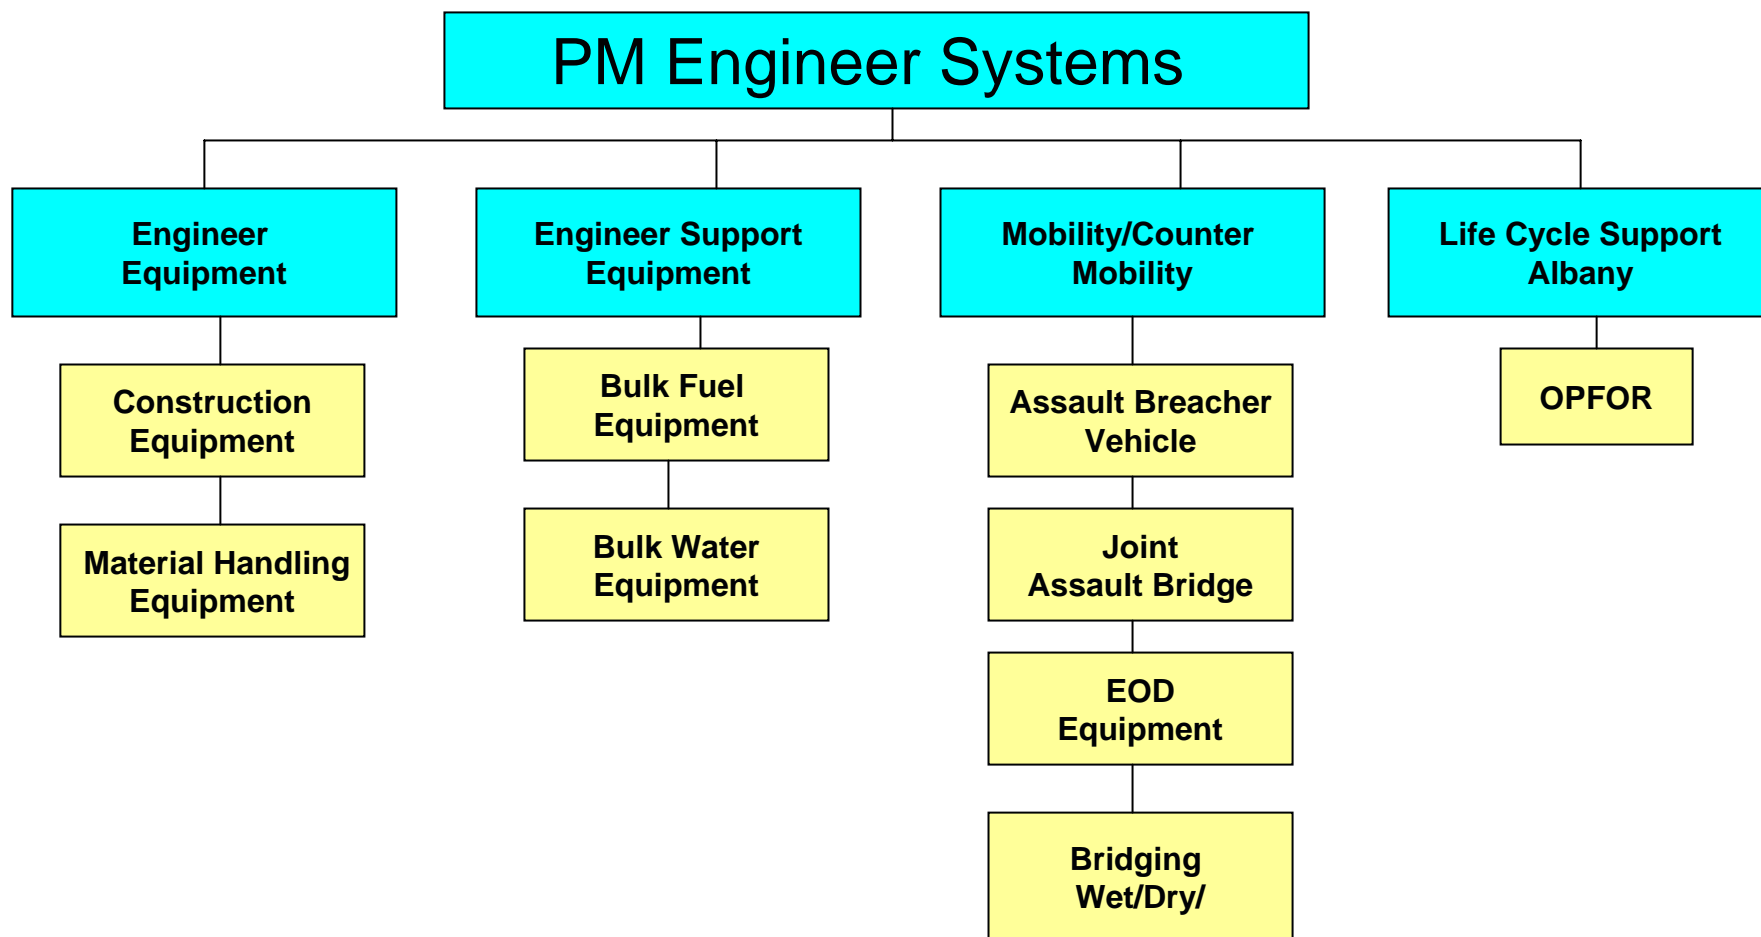 PM Engineer Systems
Engineer
Equipment
Engineer Support
Equipment
Mobility/Counter
Mobility
Life Cycle Support
Albany
Construction
Equipment
Material Handling
Equipment
Bulk Fuel
Equipment
Bulk Water
Equipment
Assault Breacher
Vehicle
Joint
Assault Bridge
EOD
Equipment
Bridging
Wet/Dry/
OPFOR